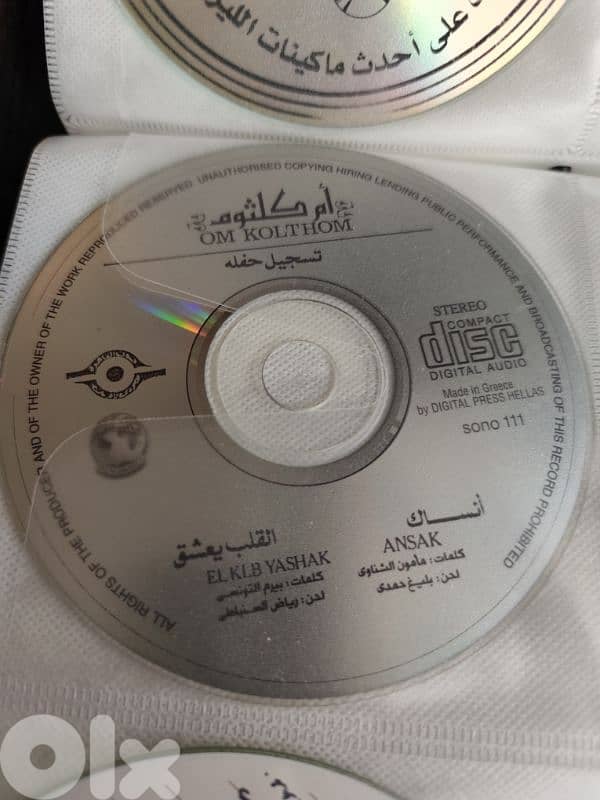 على أحدث ماكينات الليزر
ALL RIGHTS OF THE PRODUCER AND OF THE OWNER OF THE WORK REPRODUCED RESERVED. UNAUTHORISED COPYING HIRING LENDING PUBLIC PERFORMANCE AND BROADCASTING OF THIS RECORD PROHIBITED
أم كلثوم
OM KOLTHOM
تسجيل حفله
STEREO
COMPACT
disc
DIGITAL AUDIO
Made in Greece
by DIGITAL PRESS HELLAS
sono 111
أنســاك
ANSAK
كلمات: مأمون الشناوى
لحن: بليغ حمدى
القلب يعشق
EL KLB YASHAK
كلمات: بيرم التونسى
لحن: رياض السنباطى
OLX